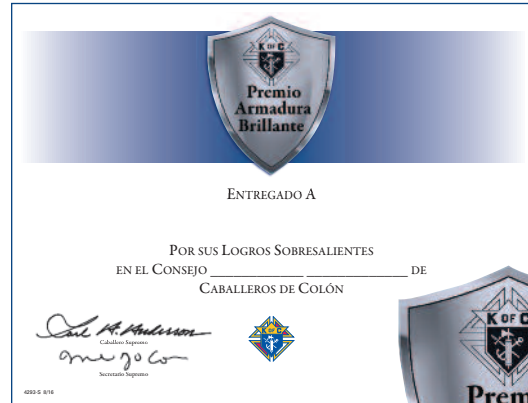 K OF C
Premio
Armadura
Brillante
ENTREGADO A
POR SUS LOGROS SOBRESALIENTES
EN EL CONSEJO ____________ _____________ DE
CABALLEROS DE COLÓN
Caballero Supremo
Secretario Supremo
4293-S 8/16
K OF C
Prem